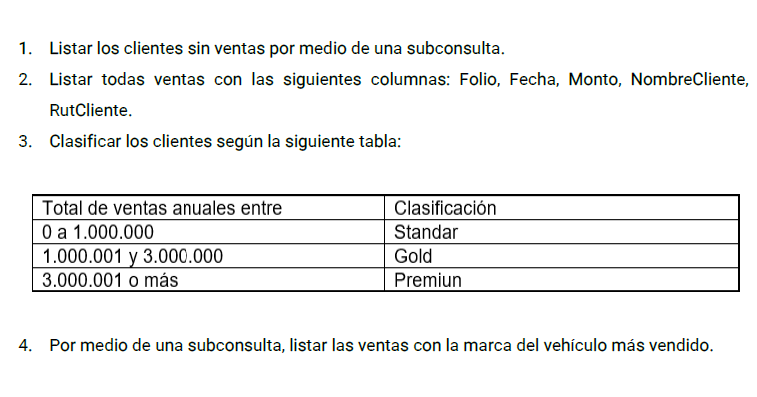 1. Listar los clientes sin ventas por medio de una subconsulta.
2. Listar todas ventas con las siguientes columnas: Folio, Fecha, Monto, NombreCliente,
RutCliente.
3. Clasificar los clientes según la siguiente tabla:
Total de ventas anuales entre Clasificación
0 a 1.000.000 Standar
1.000.001 y 3.000.000 Gold
3.000.001 o más Premiun
4. Por medio de una subconsulta, listar las ventas con la marca del vehículo más vendido.